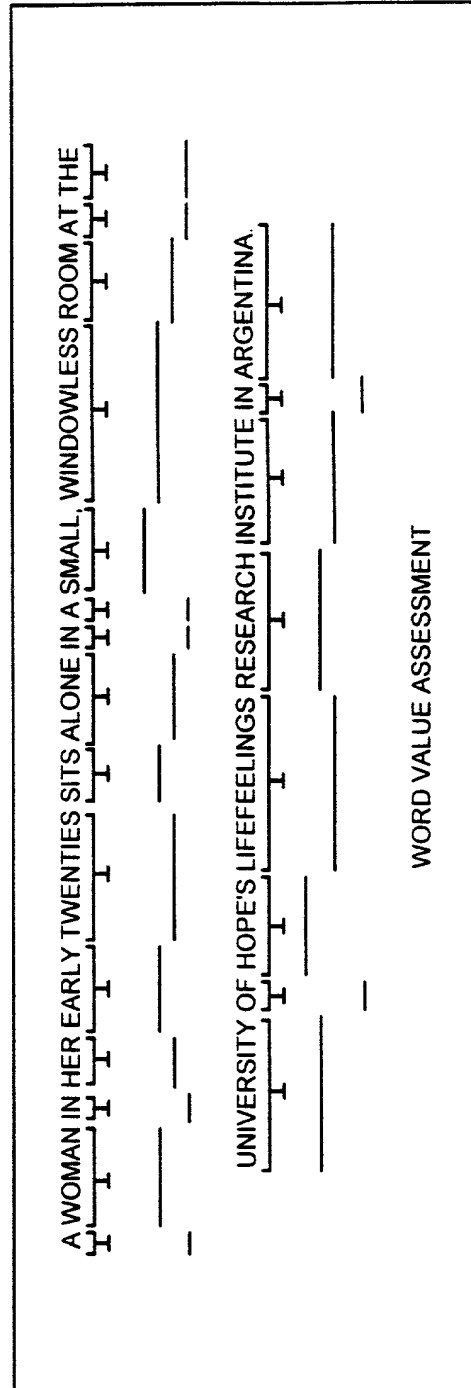 A WOMAN IN HER EARLY TWENTIES SITS ALONE IN A SMALL, WINDOWLESS ROOM AT THE
UNIVERSITY OF HOPE'S LIFEFEELINGS RESEARCH INSTITUTE IN ARGENTINA.
WORD VALUE ASSESSMENT